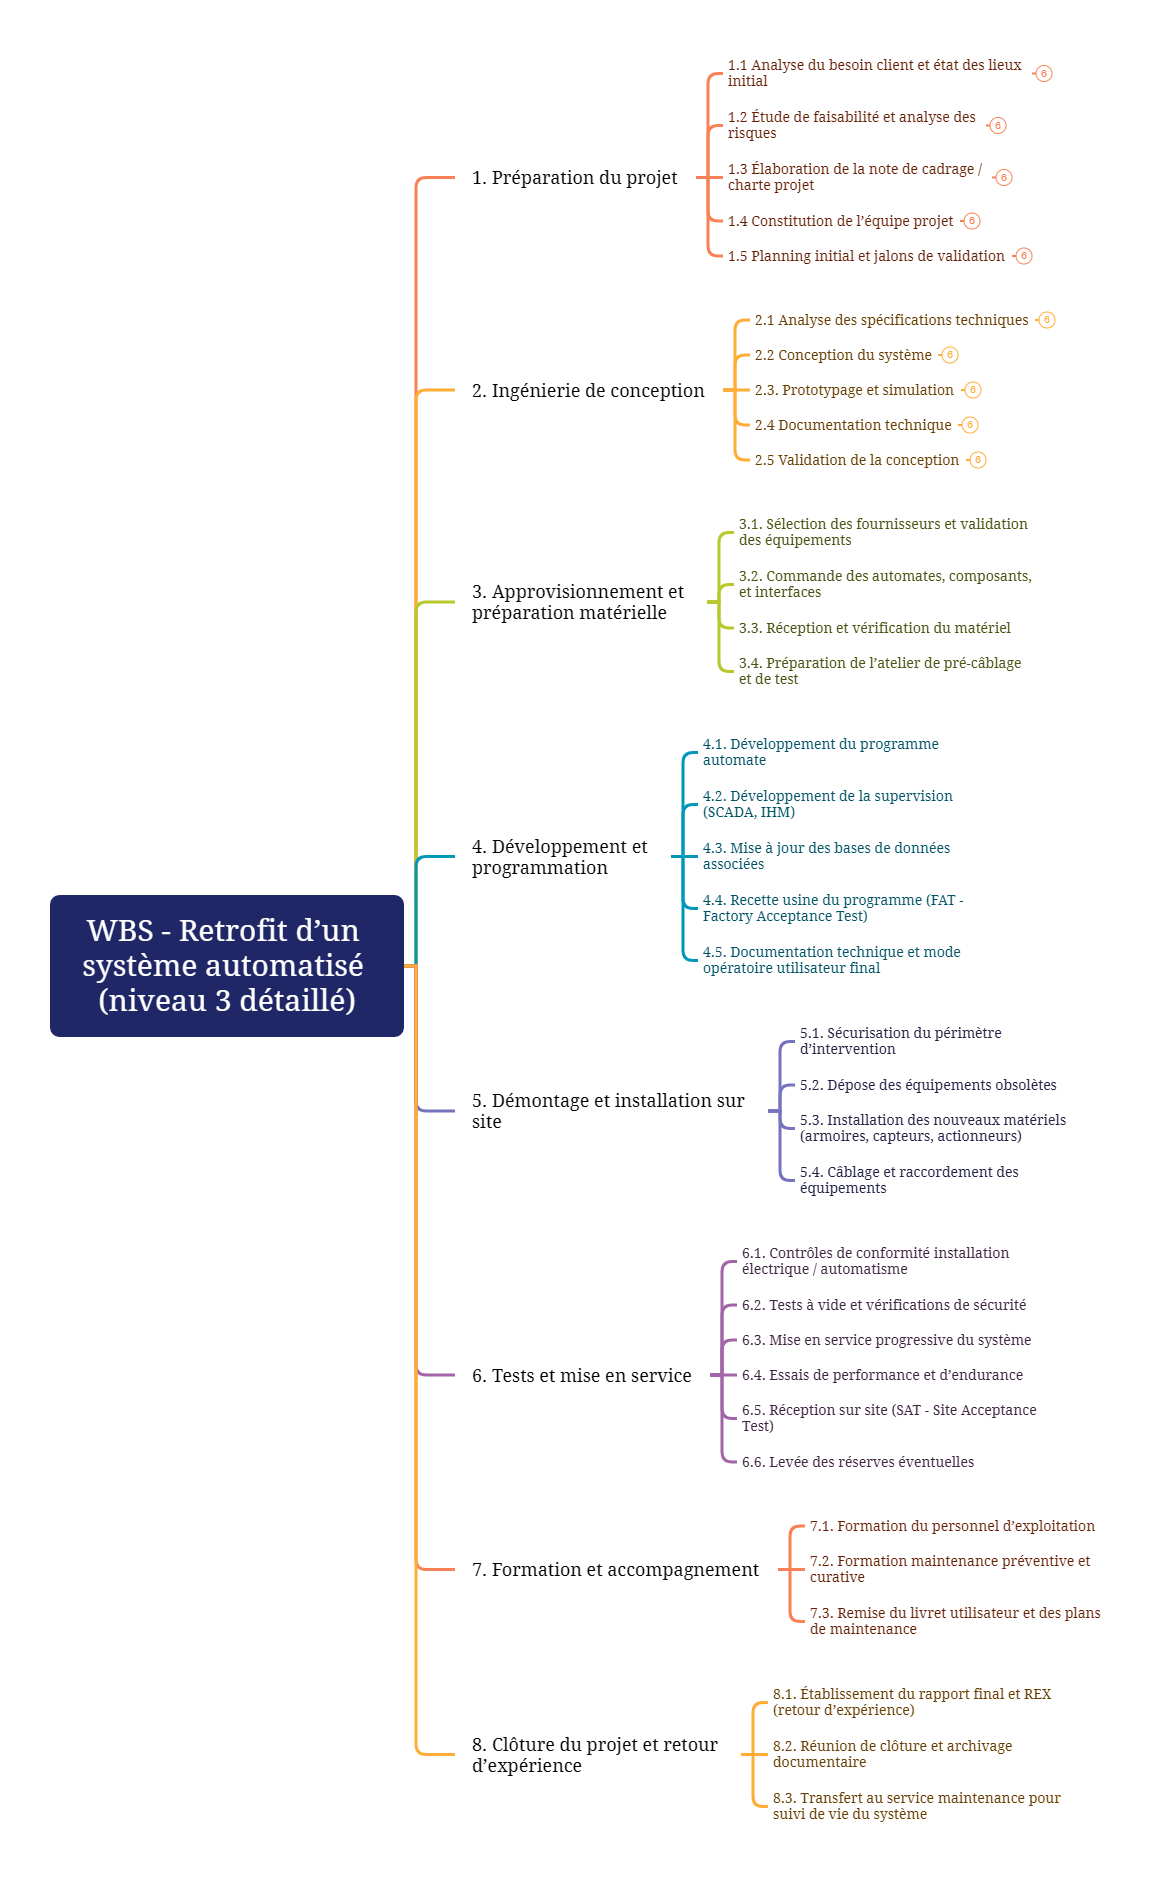 1.1 Analyse du besoin client et état des lieux
initial
6
1.2 Étude de faisabilité et analyse des
risques
6
1. Préparation du projet
1.3 Élaboration de la note de cadrage /
charte projet
6
1.4 Constitution de l’équipe projet
6
1.5 Planning initial et jalons de validation
6
2.1 Analyse des spécifications techniques
6
2.2 Conception du système
6
2. Ingénierie de conception
2.3. Prototypage et simulation
6
2.4 Documentation technique
6
2.5 Validation de la conception
6
3.1. Sélection des fournisseurs et validation
des équipements
3. Approvisionnement et
préparation matérielle
3.2. Commande des automates, composants,
et interfaces
3.3. Réception et vérification du matériel
3.4. Préparation de l’atelier de pré-câblage
et de test
4.1. Développement du programme
automate
4.2. Développement de la supervision
(SCADA, IHM)
4. Développement et
programmation
4.3. Mise à jour des bases de données
associées
4.4. Recette usine du programme (FAT -
Factory Acceptance Test)
4.5. Documentation technique et mode
opératoire utilisateur final
WBS - Retrofit d’un
système automatisé
(niveau 3 détaillé)
5.1. Sécurisation du périmètre
d’intervention
5.2. Dépose des équipements obsolètes
5. Démontage et installation sur
site
5.3. Installation des nouveaux matériels
(armoires, capteurs, actionneurs)
5.4. Câblage et raccordement des
équipements
6.1. Contrôles de conformité installation
électrique / automatisme
6.2. Tests à vide et vérifications de sécurité
6.3. Mise en service progressive du système
6. Tests et mise en service
6.4. Essais de performance et d’endurance
6.5. Réception sur site (SAT - Site Acceptance
Test)
6.6. Levée des réserves éventuelles
7.1. Formation du personnel d’exploitation
7. Formation et accompagnement
7.2. Formation maintenance préventive et
curative
7.3. Remise du livret utilisateur et des plans
de maintenance
8.1. Établissement du rapport final et REX
(retour d’expérience)
8. Clôture du projet et retour
d’expérience
8.2. Réunion de clôture et archivage
documentaire
8.3. Transfert au service maintenance pour
suivi de vie du système